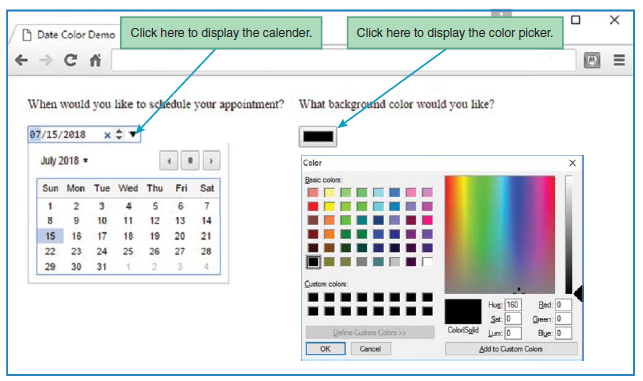 Date Color Demo
Click here to display the calender.
Click here to display the color picker.
When would you like to schedule your appointment?
What background color would you like?
07/15/2018
July 2018
Sun Mon Tue Wed Thu Fri Sat
1 2 3 4 5 6 7
8 9 10 11 12 13 14
15 16 17 18 19 20 21
22 23 24 25 26 27 28
29 30 31 1 2 3 4
Color
Basic colors:
Custom colors:
Define Custom Colors >>
OK Cancel
Color|Solid
Hue: 160 Red: 0
Sat: 0 Green: 0
Lum: 0 Blue: 0
Add to Custom Colors